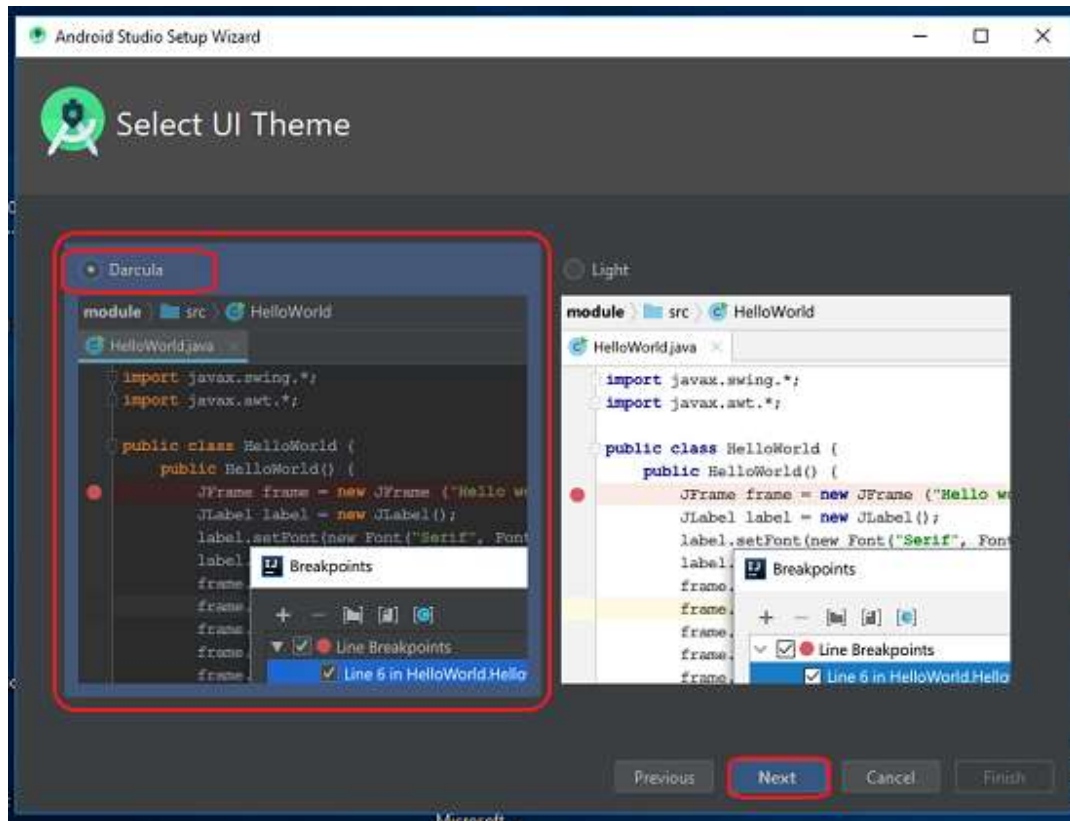 Android Studio Setup Wizard
Select UI Theme
Darcula
module src HelloWorld
HelloWorld.java
import javax.swing.*;
import javax.awt.*;
public class HelloWorld {
public HelloWorld() {
JFrame frame = new JFrame ("Hello w
JLabel label = new JLabel();
label.setFont(new Font("Serif", Font
label.
frame.
frame.
frame.
frame.
frame.
Breakpoints
Line Breakpoints
Line 6 in HelloWorld.Hello
Light
module src HelloWorld
HelloWorld.java
import javax.swing.*;
import javax.awt.*;
public class HelloWorld {
public HelloWorld() {
JFrame frame = new JFrame ("Hello w
JLabel label = new JLabel();
label.setFont(new Font("Serif", Font
label.
frame.
frame.
frame.
frame.
frame.
Breakpoints
Line Breakpoints
Line 6 in HelloWorld.Hello
Previous Next Cancel Finish
Microsoft